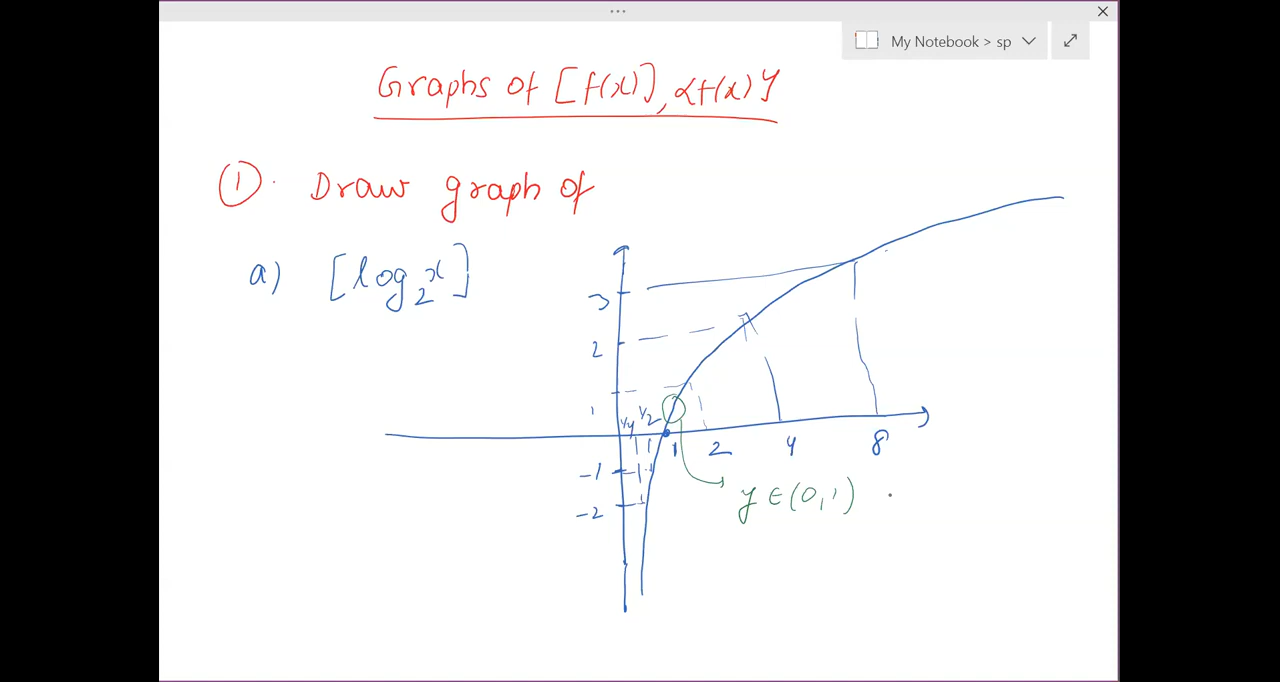 My Notebook > sp
Graphs of [f(x)], {f(x)}
①. Draw graph of
a) [log₂x]
3
2
1
1/4 1/2
1 2 4 8
-1
-2
y ∈ (0,1)